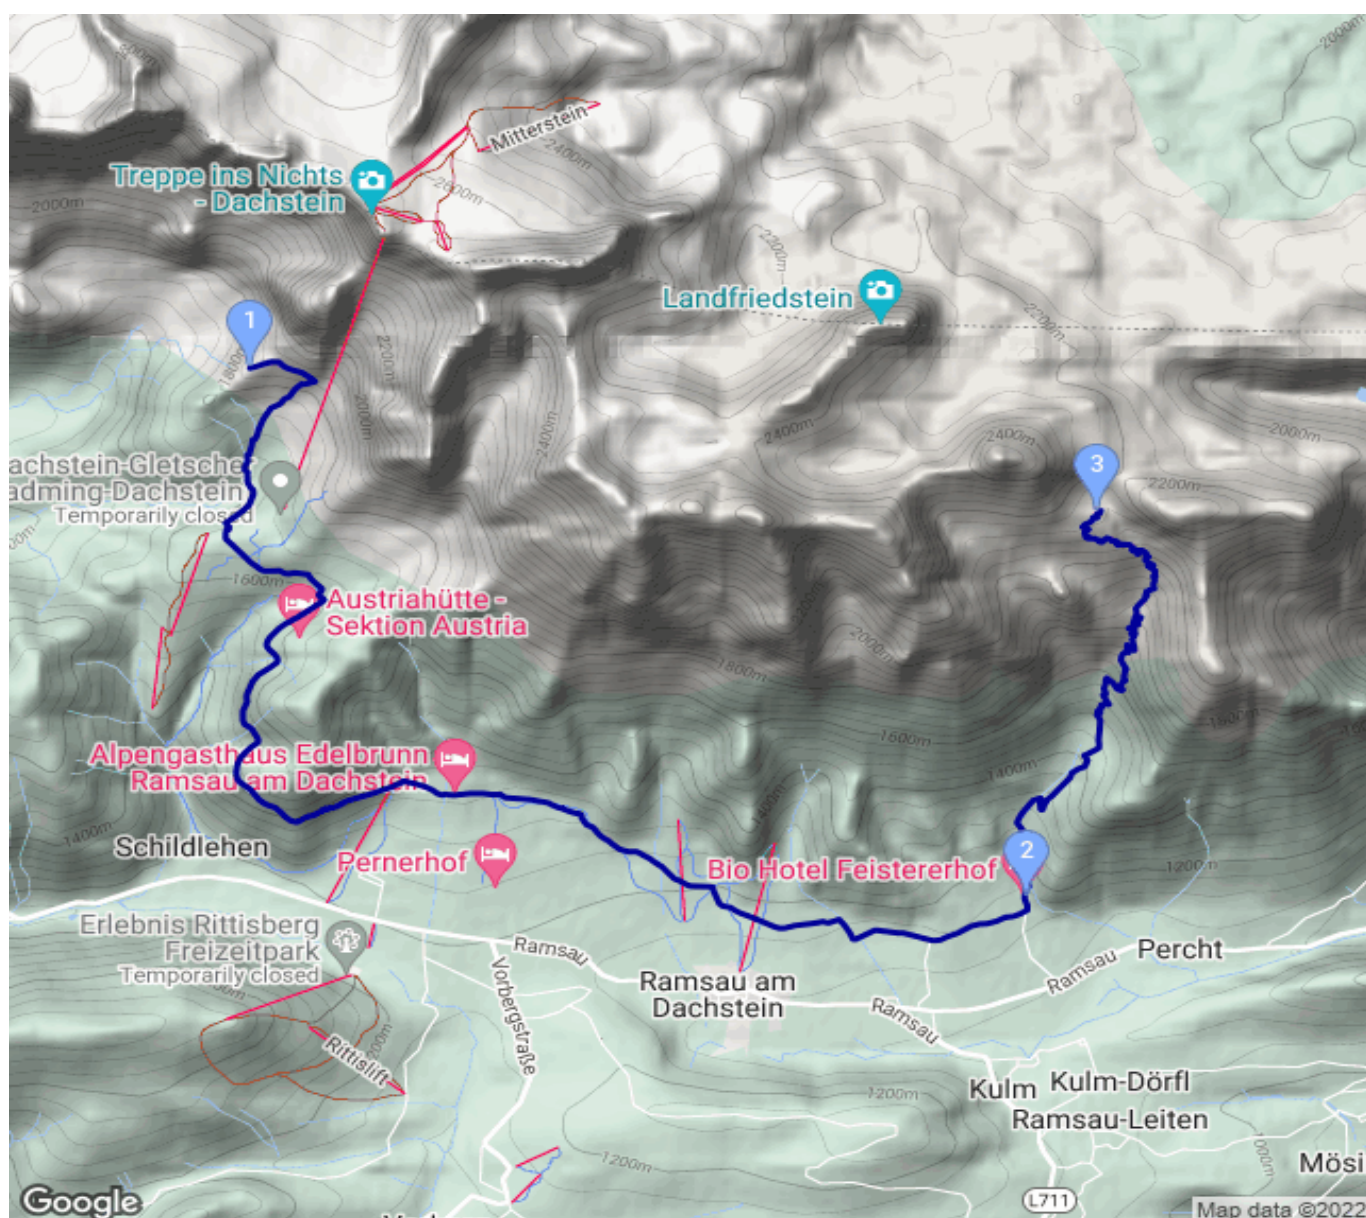 2000m
2000m
Mitterstein
2400m
Treppe ins Nichts
- Dachstein
2600m
2000m
2200m
Landfriedstein
2200m
1
1800m
2200m
2000m
2400m
2400m
2400m
2000m
3
2200m
achstein-Gletscher
adming-Dachstein
Temporarily closed
1600m
Austriahütte -
Sektion Austria
2000m
1800m
1800m
1600m
Alpengasthaus Edelbrunn
Ramsau am Dachstein
1400m
1400m
1400m
Schildlehen
Pernerhof
Bio Hotel Feistererhof
2
1200m
Erlebnis Rittisberg
Freizeitpark
Temporarily closed
Ramsau
Vorbergstraße
Ramsau am
Dachstein
Ramsau
Ramsau
Percht
Rittislift
Kulm
Kulm-Dörfl
Ramsau-Leiten
1200m
1200m
1000m
Mösi
L711
Google
Map data ©2022